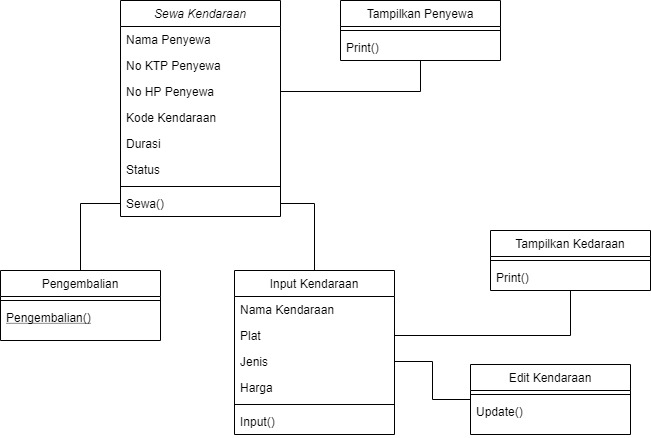 Sewa Kendaraan
Nama Penyewa
No KTP Penyewa
No HP Penyewa
Kode Kendaraan
Durasi
Status
Sewa()
Tampilkan Penyewa
Print()
Pengembalian
Pengembalian()
Input Kendaraan
Nama Kendaraan
Plat
Jenis
Harga
Input()
Tampilkan Kedaraan
Print()
Edit Kendaraan
Update()